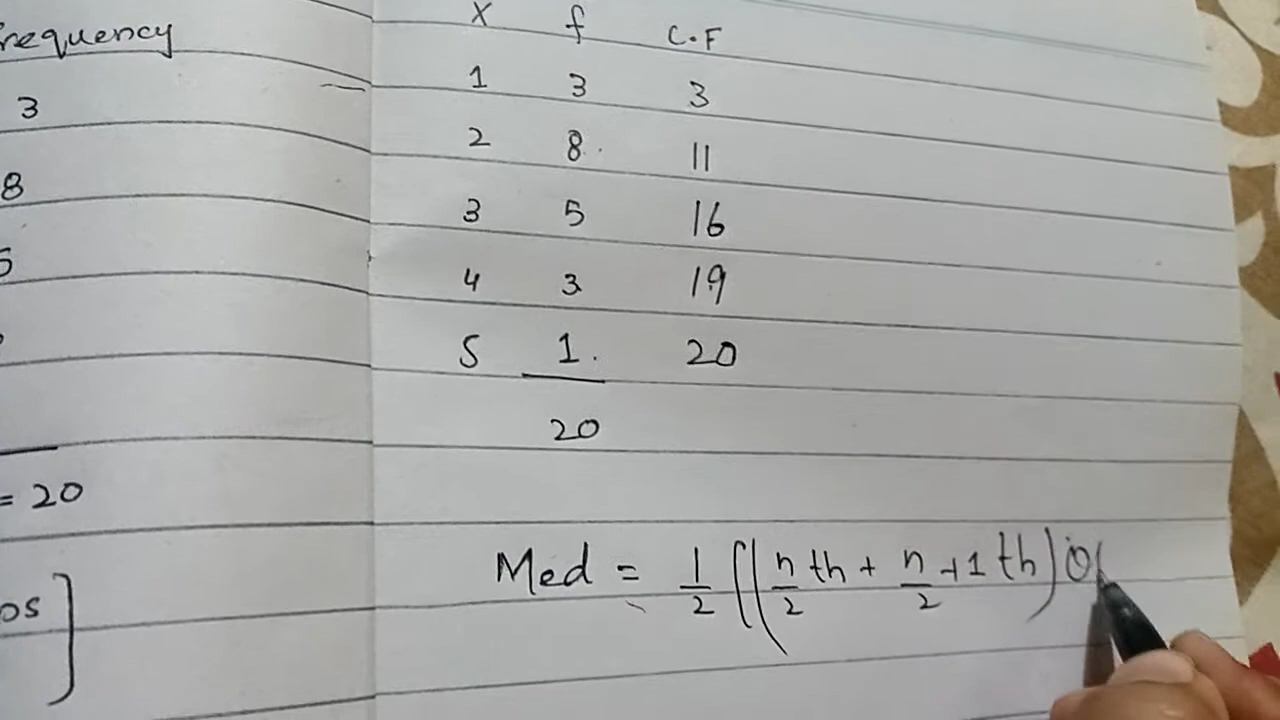 requency
3
8
5
= 20
os
X f C.F
1 3 3
2 8 11
3 5 16
4 3 19
5 1 20
20
Med = 1/2 [(n/2 th + n/2 + 1 th) o